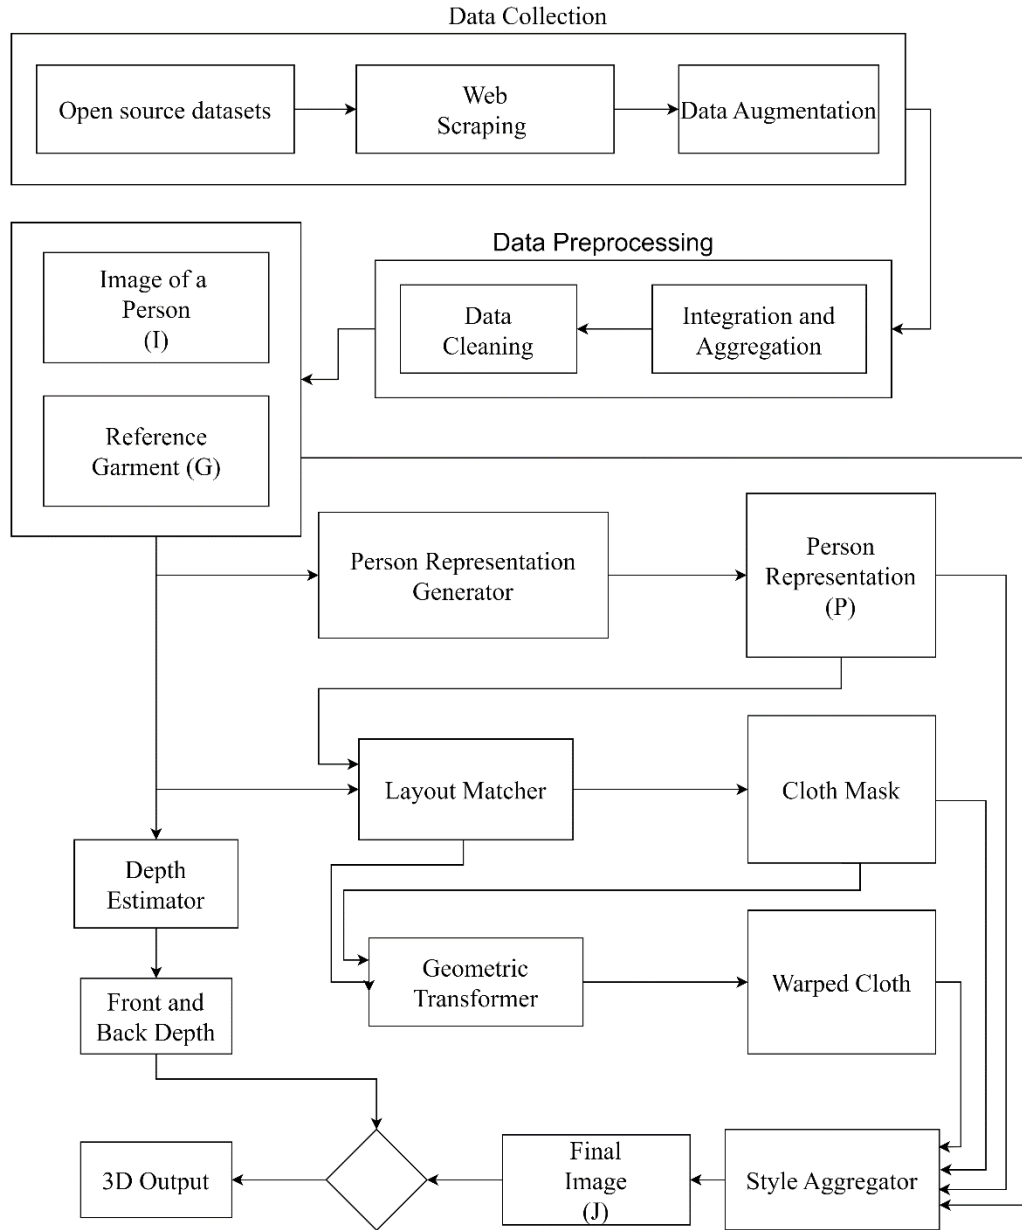 Data Collection
Open source datasets
Web
Scraping
Data Augmentation
Data Preprocessing
Image of a
Person
(I)
Data
Cleaning
Integration and
Aggregation
Reference
Garment (G)
Person Representation
Generator
Person
Representation
(P)
Layout Matcher
Cloth Mask
Depth
Estimator
Geometric
Transformer
Warped Cloth
Front and
Back Depth
3D Output
Final
Image
(J)
Style Aggregator